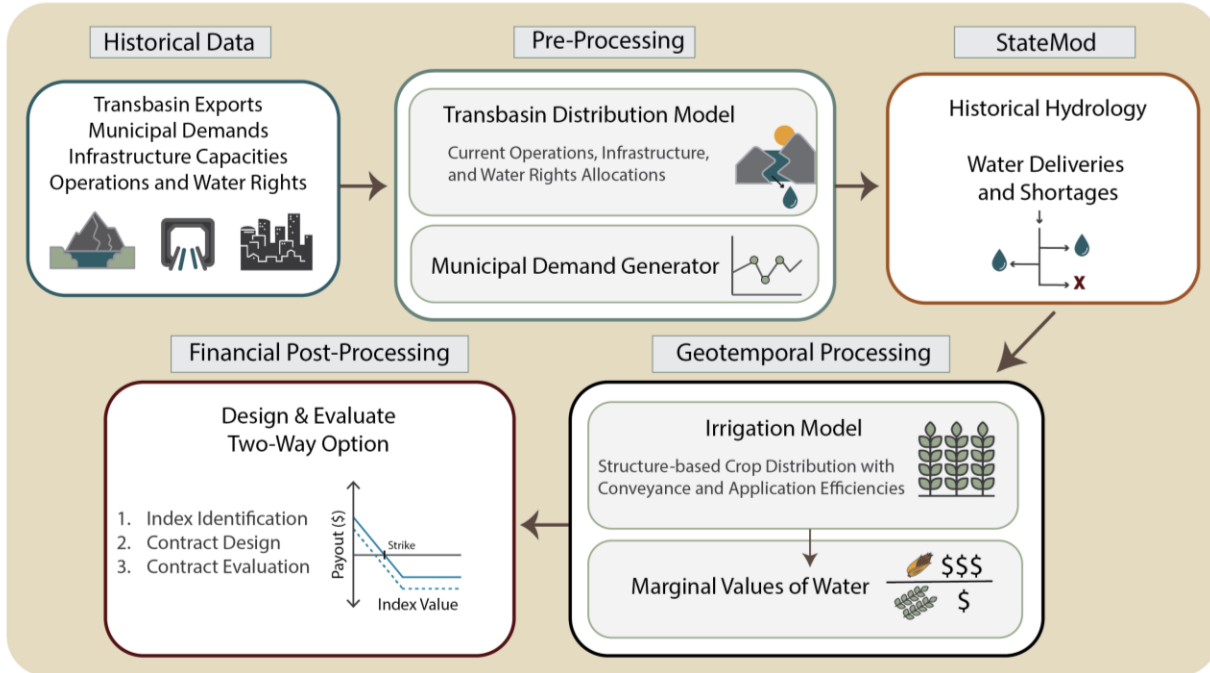 Historical Data
Transbasin Exports
Municipal Demands
Infrastructure Capacities
Operations and Water Rights
Pre-Processing
Transbasin Distribution Model
Current Operations, Infrastructure,
and Water Rights Allocations
Municipal Demand Generator
StateMod
Historical Hydrology
Water Deliveries
and Shortages
X
Geotemporal Processing
Irrigation Model
Structure-based Crop Distribution with
Conveyance and Application Efficiencies
Marginal Values of Water
$$$
$
Financial Post-Processing
Design & Evaluate
Two-Way Option
1. Index Identification
2. Contract Design
3. Contract Evaluation
Payout ($)
Strike
Index Value